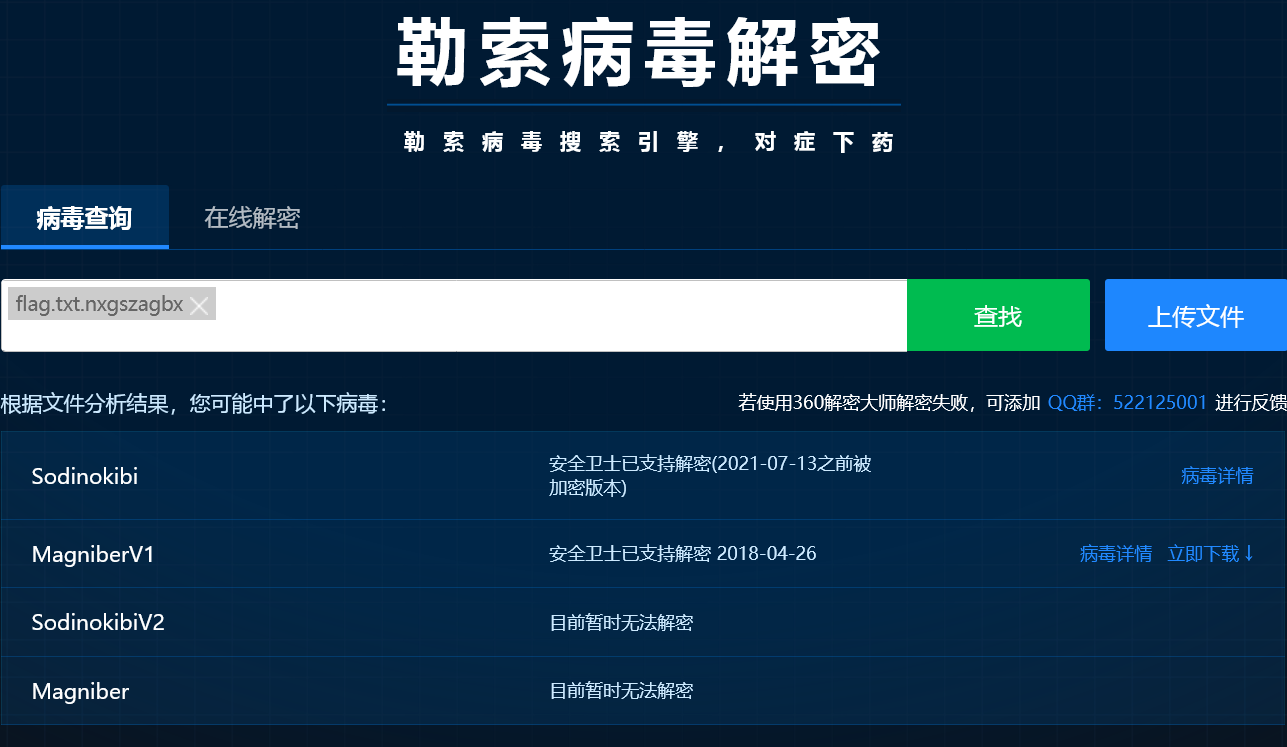 勒索病毒解密
勒索病毒搜索引擎，对症下药
病毒查询 在线解密
flag.txt.nxgszagbx 查找 上传文件
根据文件分析结果，您可能中了以下病毒： 若使用360解密大师解密失败，可添加 QQ群：522125001 进行反馈
Sodinokibi 安全卫士已支持解密(2021-07-13之前被
加密版本) 病毒详情
MagniberV1 安全卫士已支持解密 2018-04-26 病毒详情 立即下载↓
SodinokibiV2 目前暂时无法解密
Magniber 目前暂时无法解密